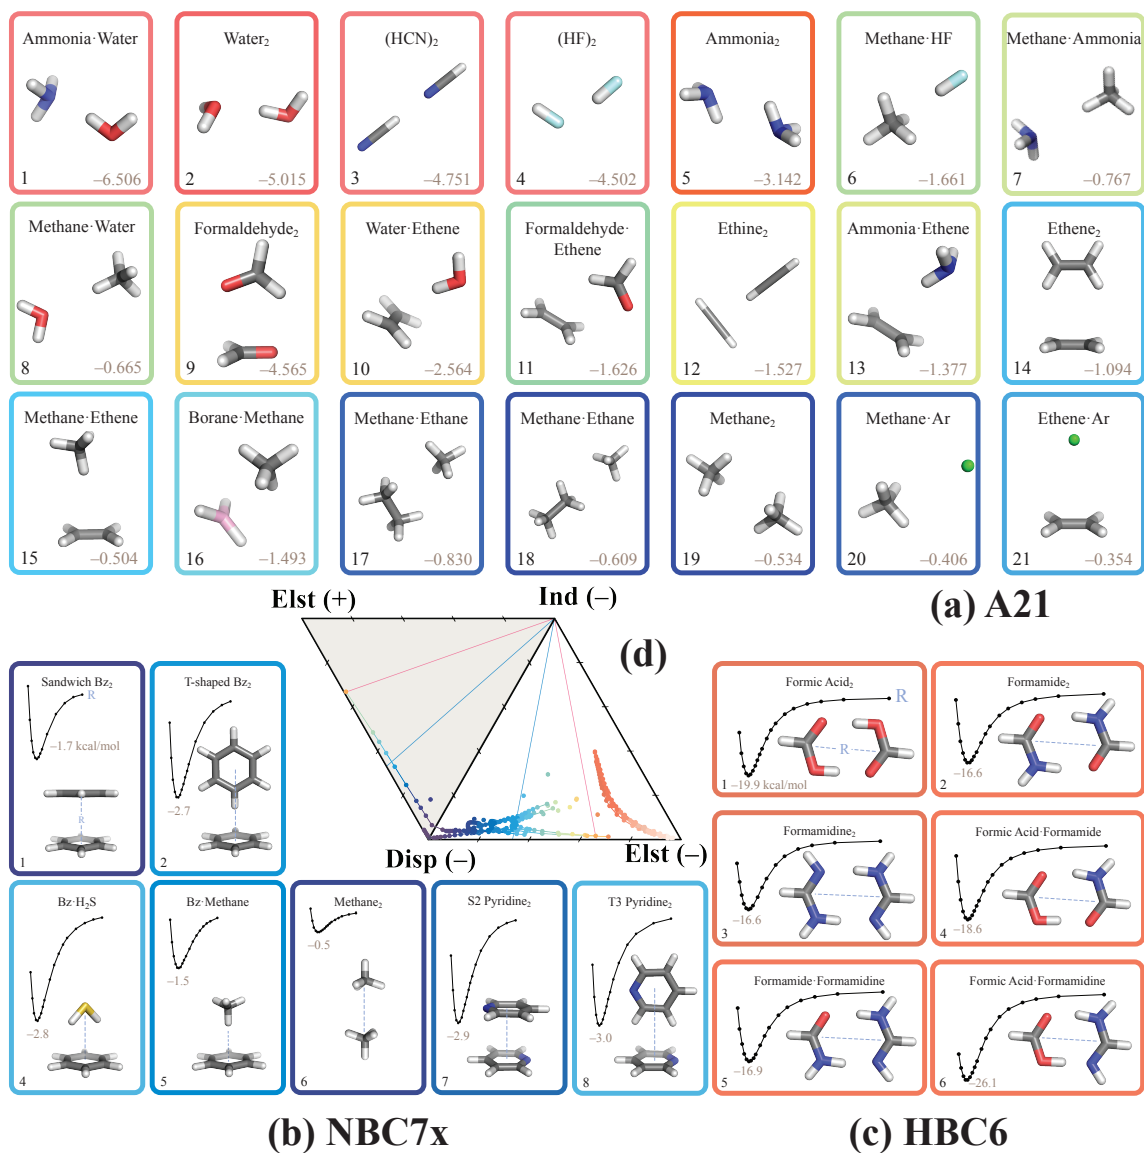 Ammonia·Water
1
−6.506
Water₂
2
−5.015
(HCN)₂
3
−4.751
(HF)₂
4
−4.502
Ammonia₂
5
−3.142
Methane·HF
6
−1.661
Methane·Ammonia
7
−0.767
Methane·Water
8
−0.665
Formaldehyde₂
9
−4.565
Water·Ethene
10
−2.564
Formaldehyde·
Ethene
11
−1.626
Ethine₂
12
−1.527
Ammonia·Ethene
13
−1.377
Ethene₂
14
−1.094
Methane·Ethene
15
−0.504
Borane·Methane
16
−1.493
Methane·Ethane
17
−0.830
Methane·Ethane
18
−0.609
Methane₂
19
−0.534
Methane·Ar
20
−0.406
Ethene·Ar
21
−0.354
(a) A21
Elst (+)
Ind (−)
(d)
Disp (−)
Elst (−)
Sandwich Bz₂
R
−1.7 kcal/mol
R
1
T-shaped Bz₂
−2.7
2
Bz·H₂S
−2.8
4
Bz·Methane
−1.5
5
Methane₂
−0.5
6
S2 Pyridine₂
−2.9
7
T3 Pyridine₂
−3.0
8
(b) NBC7x
Formic Acid₂
R
R
1
−19.9 kcal/mol
Formamide₂
−16.6
2
Formamidine₂
−16.6
3
Formic Acid·Formamide
−18.6
4
Formamide·Formamidine
−16.9
5
Formic Acid·Formamidine
−26.1
6
(c) HBC6